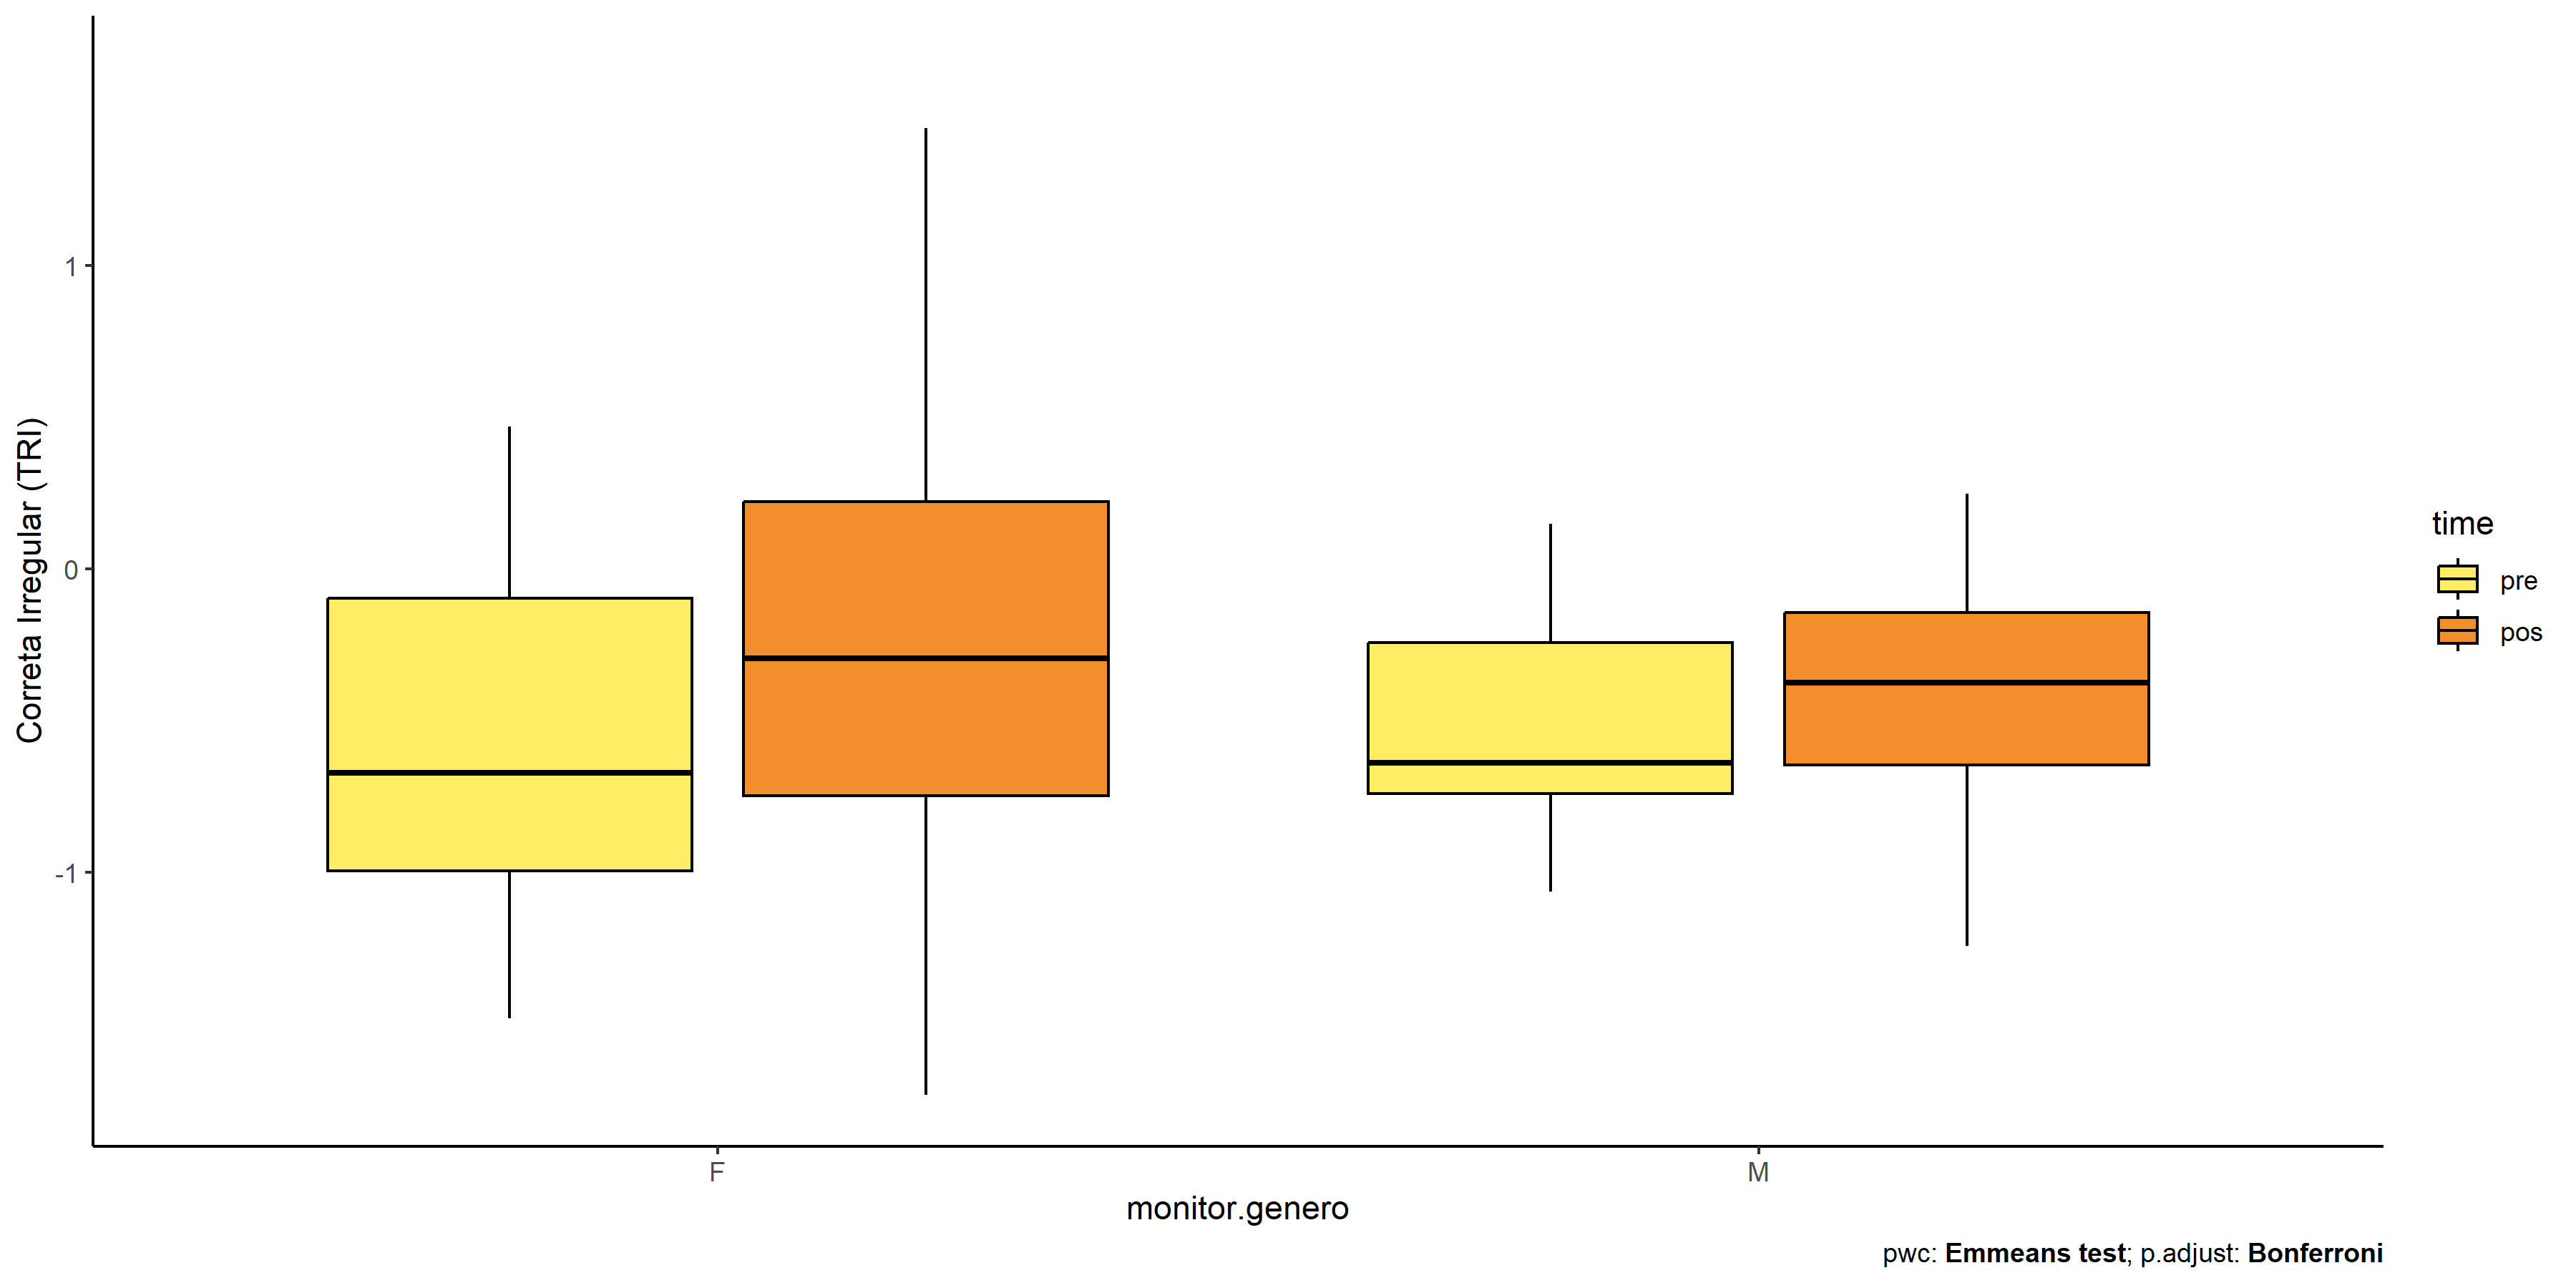 Correta Irregular (TRI)
1
0
-1
F
M
monitor.genero
time
pre
pos
pwc: Emmeans test; p.adjust: Bonferroni